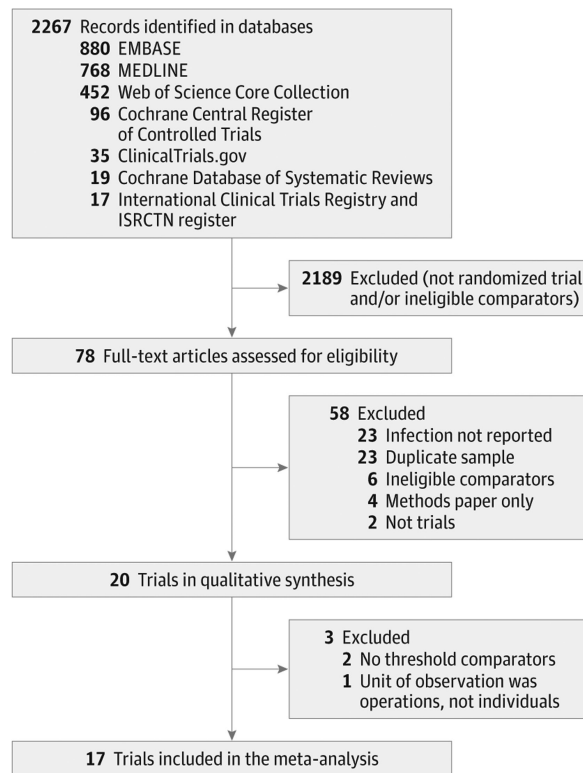 2267 Records identified in databases
880 EMBASE
768 MEDLINE
452 Web of Science Core Collection
96 Cochrane Central Register
of Controlled Trials
35 ClinicalTrials.gov
19 Cochrane Database of Systematic Reviews
17 International Clinical Trials Registry and
ISRCTN register
2189 Excluded (not randomized trial
and/or ineligible comparators)
78 Full-text articles assessed for eligibility
58 Excluded
23 Infection not reported
23 Duplicate sample
6 Ineligible comparators
4 Methods paper only
2 Not trials
20 Trials in qualitative synthesis
3 Excluded
2 No threshold comparators
1 Unit of observation was
operations, not individuals
17 Trials included in the meta-analysis